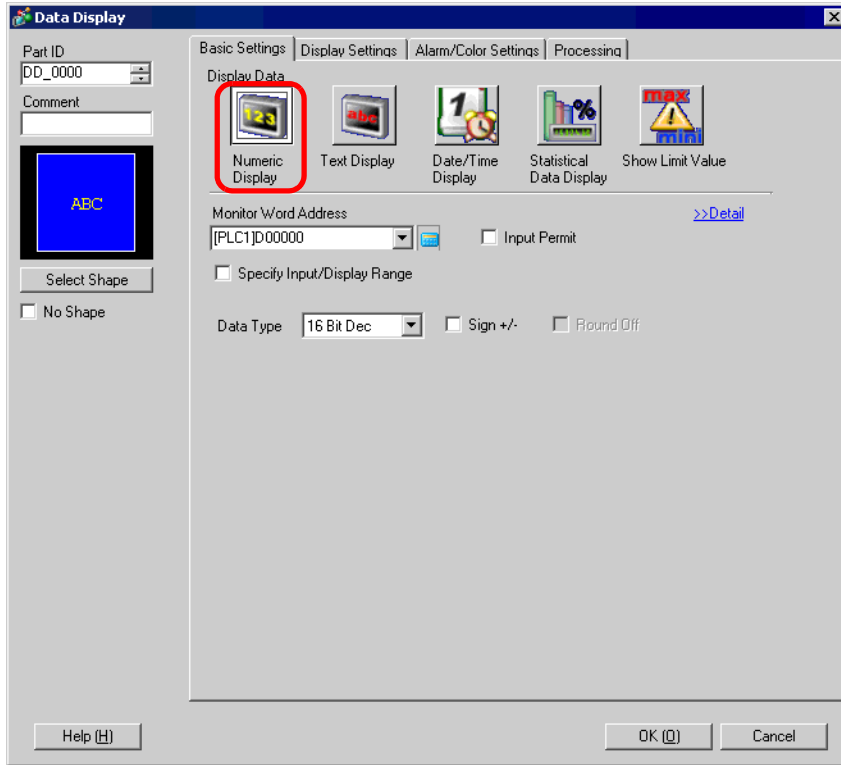 Data Display
Part ID
DD_0000
Comment
ABC
Select Shape
No Shape
Basic Settings
Display Settings
Alarm/Color Settings
Processing
Display Data
123
abc
1
%
max
mini
Numeric
Display
Text Display
Date/Time
Display
Statistical
Data Display
Show Limit Value
Monitor Word Address
>>Detail
[PLC1]D00000
Input Permit
Specify Input/Display Range
Data Type
16 Bit Dec
Sign +/-
Round Off
Help (H)
OK (O)
Cancel